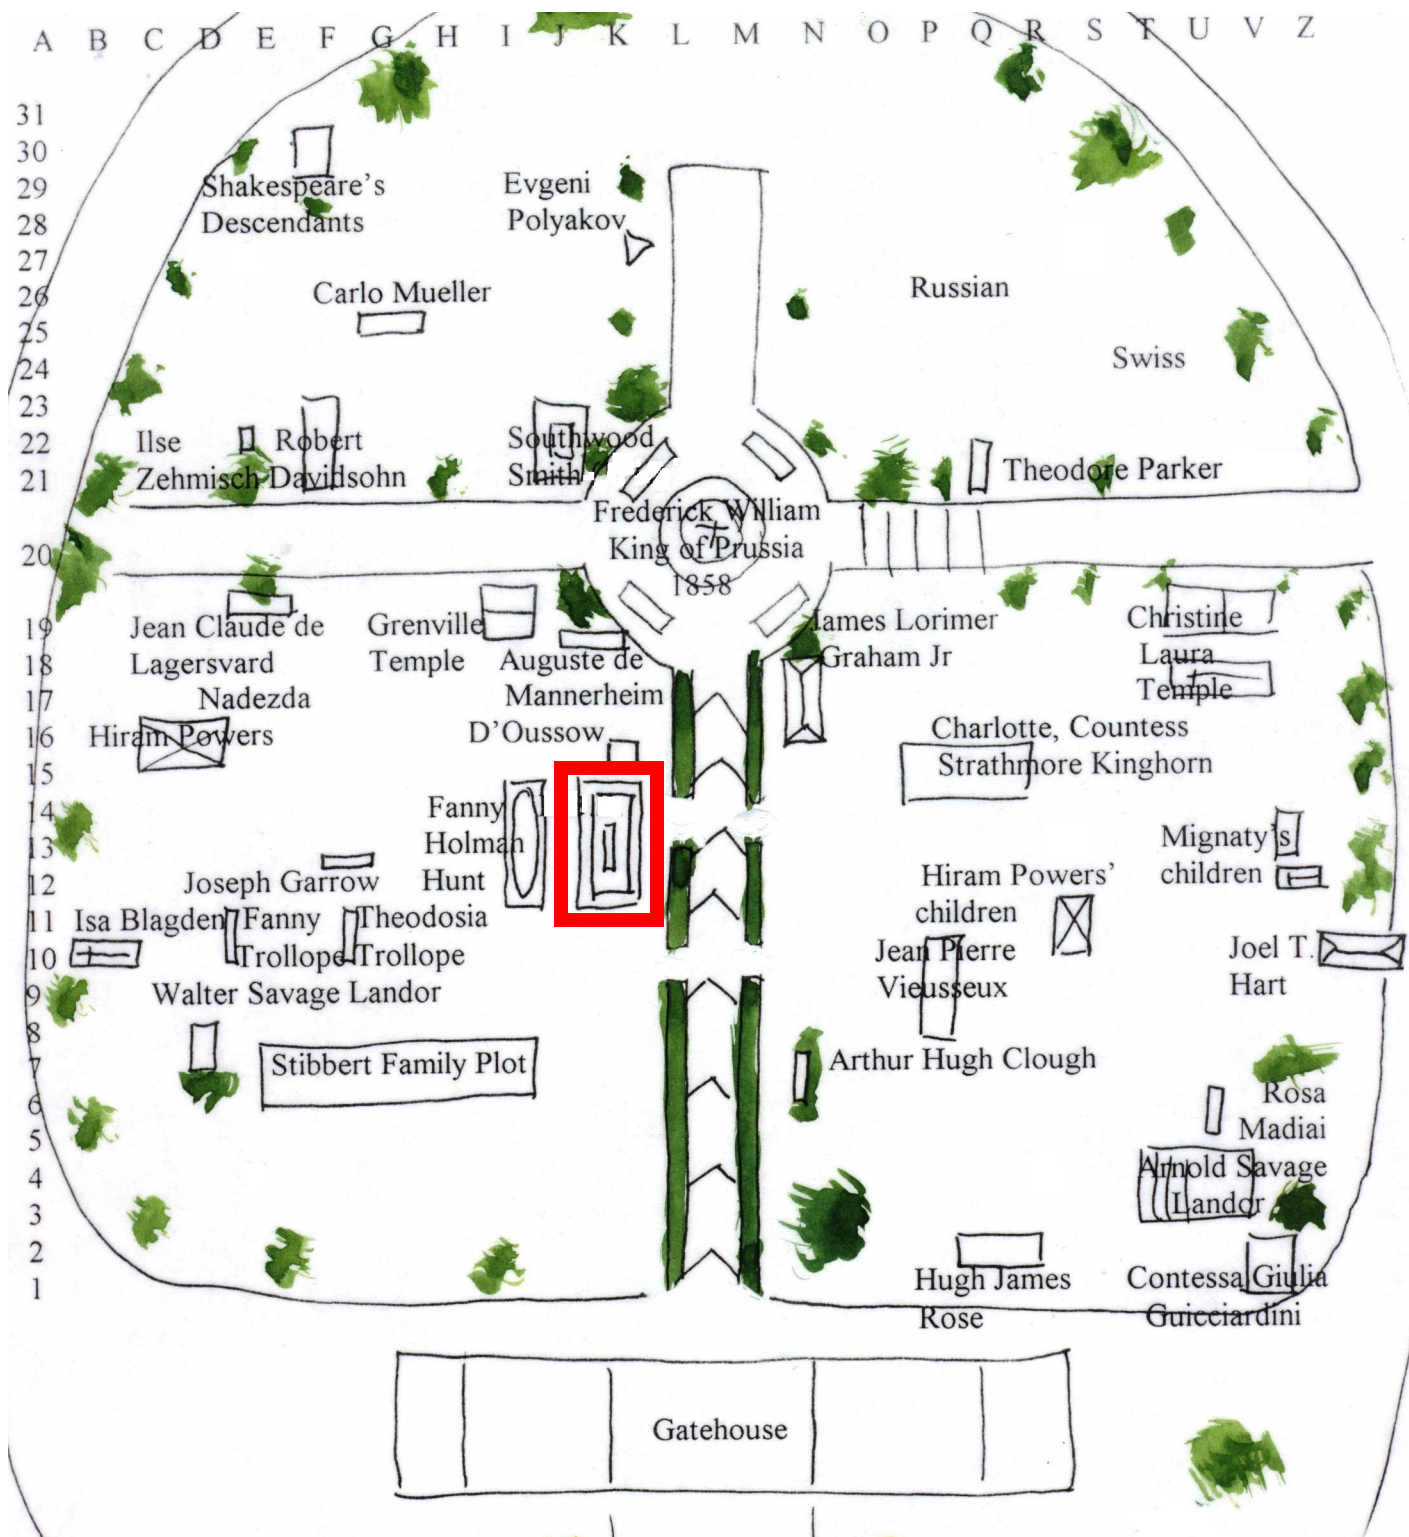 A B C D E F G H I J K L M N O P Q R S T U V Z
31
30
29
28
27
26
25
24
23
22
21
20
19
18
17
16
15
14
13
12
11
10
9
8
7
6
5
4
3
2
1
Shakespeare's
Descendants
Evgeni
Polyakov
Carlo Mueller
Russian
Swiss
Ilse
Zehmisch
Robert
Davidsohn
Southwood
Smith
Theodore Parker
Frederick William
King of Prussia
1858
Jean Claude de
Lagersvard
Grenville
Temple
Auguste de
Mannerheim
James Lorimer
Graham Jr
Christine
Laura
Temple
Nadezda
D'Oussow
Hiram Powers
Charlotte, Countess
Strathmore Kinghorn
Fanny
Holman
Hunt
Mignaty's
children
Joseph Garrow
Hiram Powers'
children
Isa Blagden
Fanny
Trollope
Theodosia
Trollope
Jean Pierre
Vieusseux
Joel T.
Hart
Walter Savage Landor
Stibbert Family Plot
Arthur Hugh Clough
Rosa
Madiai
Arnold Savage
Landor
Hugh James
Rose
Contessa Giulia
Guicciardini
Gatehouse